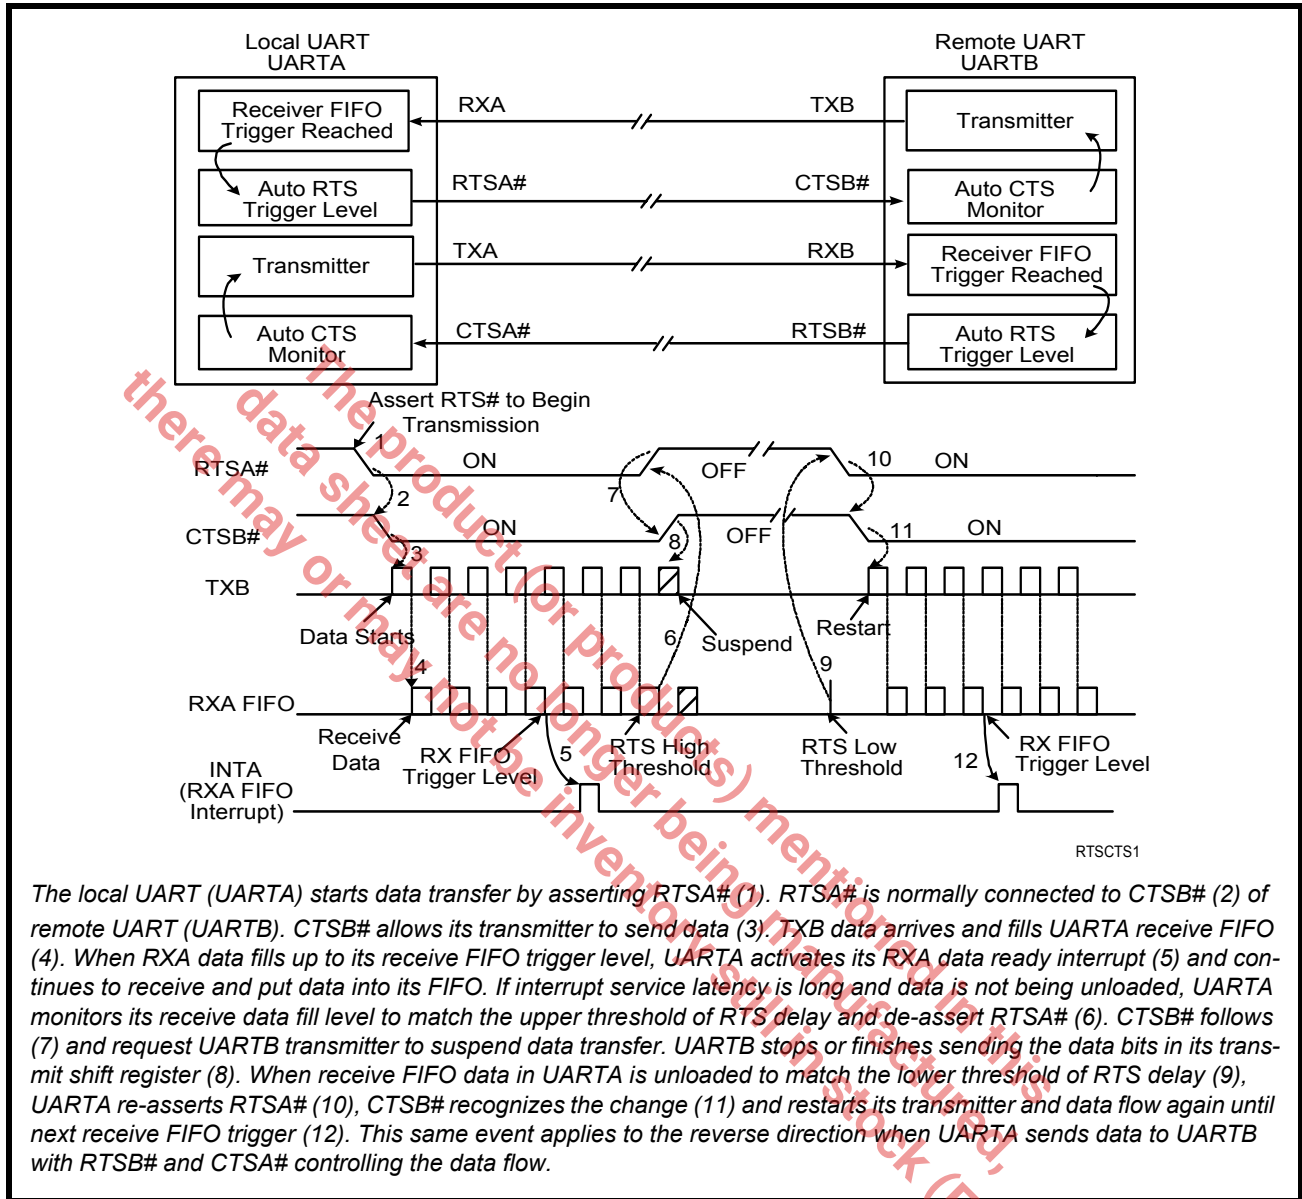 Local UART
UARTA
Remote UART
UARTB
Receiver FIFO
Trigger Reached
RXA
TXB
Transmitter
Auto RTS
Trigger Level
RTSA#
CTSB#
Auto CTS
Monitor
Transmitter
TXA
RXB
Receiver FIFO
Trigger Reached
Auto CTS
Monitor
CTSA#
RTSB#
Auto RTS
Trigger Level
Assert RTS# to Begin
Transmission
1
RTSA#
ON
OFF
10
ON
2
7
CTSB#
ON
8
OFF
11
ON
3
TXB
Data Starts
6
Suspend
Restart
4
9
RXA FIFO
Receive
Data
RX FIFO
Trigger Level
5
RTS High
Threshold
RTS Low
Threshold
12
RX FIFO
Trigger Level
INTA
(RXA FIFO
Interrupt)
RTSCTS1
The local UART (UARTA) starts data transfer by asserting RTSA# (1). RTSA# is normally connected to CTSB# (2) of
remote UART (UARTB). CTSB# allows its transmitter to send data (3). TXB data arrives and fills UARTA receive FIFO
(4). When RXA data fills up to its receive FIFO trigger level, UARTA activates its RXA data ready interrupt (5) and con-
tinues to receive and put data into its FIFO. If interrupt service latency is long and data is not being unloaded, UARTA
monitors its receive data fill level to match the upper threshold of RTS delay and de-assert RTSA# (6). CTSB# follows
(7) and request UARTB transmitter to suspend data transfer. UARTB stops or finishes sending the data bits in its trans-
mit shift register (8). When receive FIFO data in UARTA is unloaded to match the lower threshold of RTS delay (9),
UARTA re-asserts RTSA# (10), CTSB# recognizes the change (11) and restarts its transmitter and data flow again until
next receive FIFO trigger (12). This same event applies to the reverse direction when UARTA sends data to UARTB
with RTSB# and CTSA# controlling the data flow.
The product (or products) mentioned in this
data sheet are no longer being manufactured,
there may or may not be inventory still in stock (